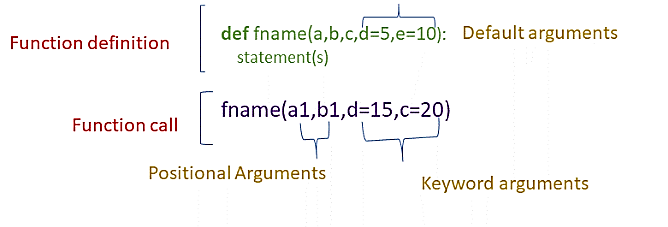 def fname(a,b,c,d=5,e=10): Default arguments
Function definition
statement(s)
fname(a1,b1,d=15,c=20)
Function call
Positional Arguments
Keyword arguments